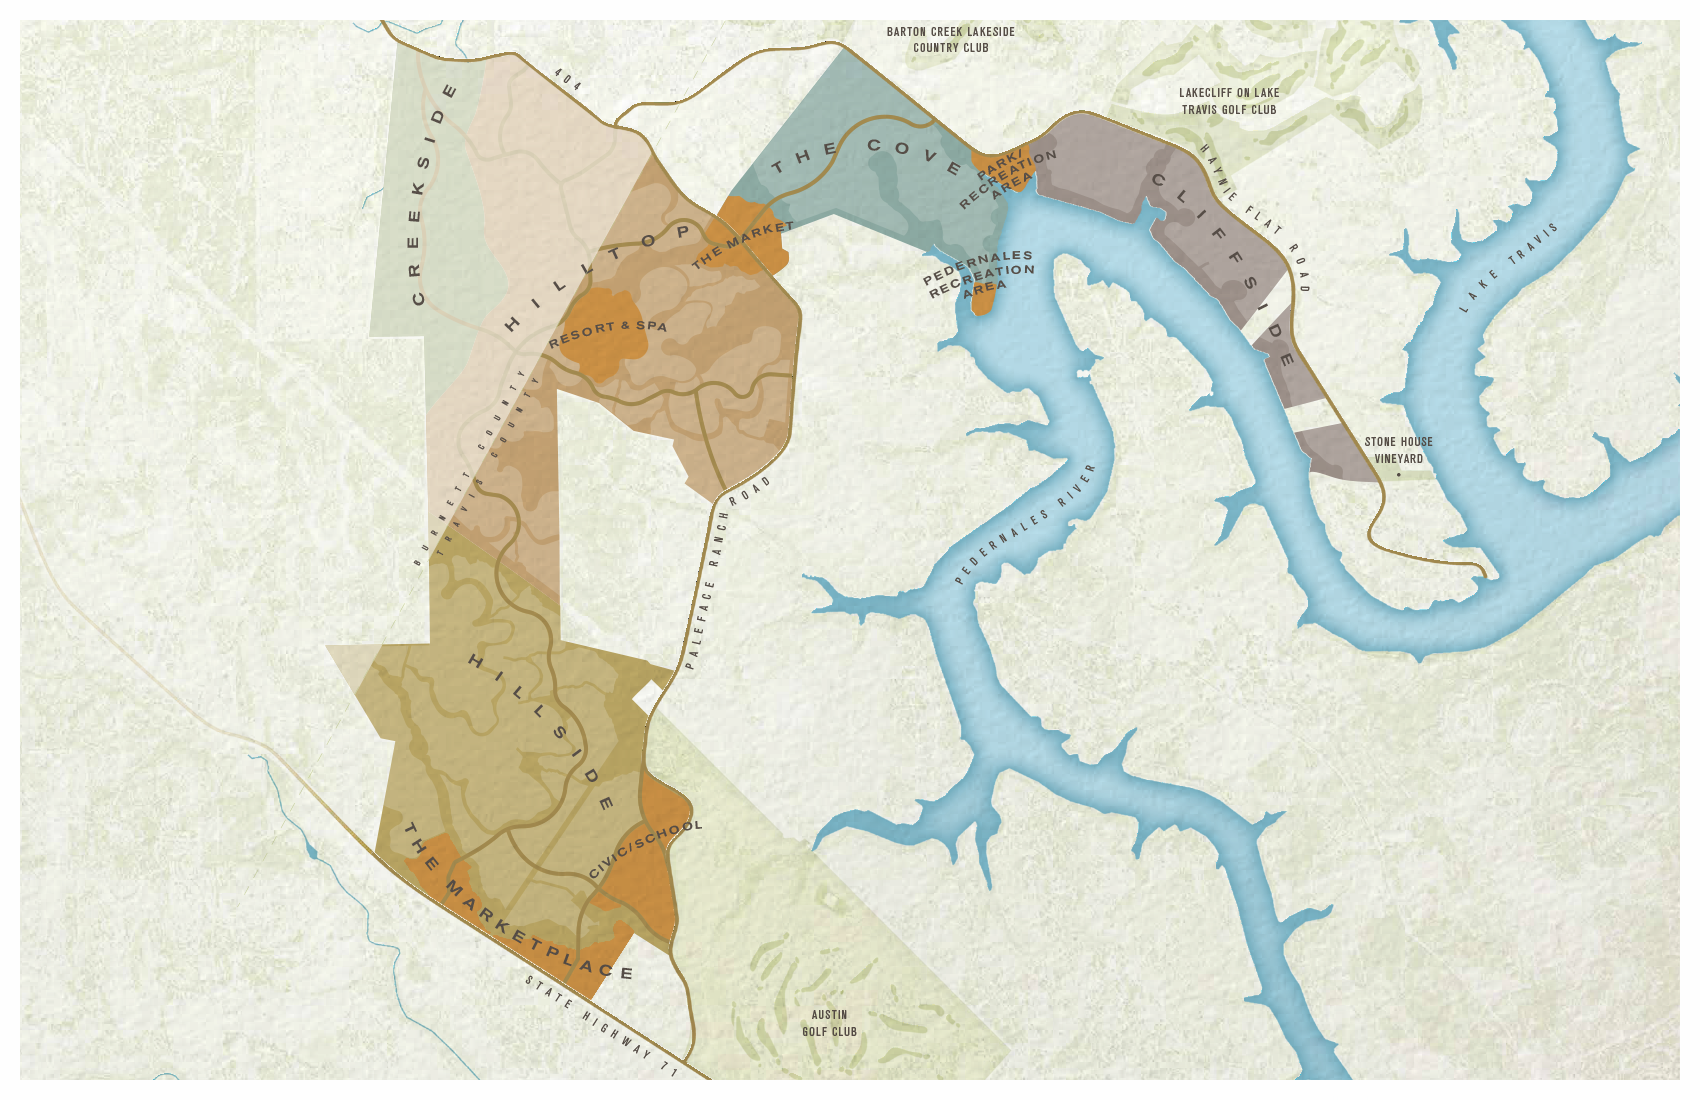 BARTON CREEK LAKESIDE
COUNTRY CLUB
404
LAKECLIFF ON LAKE
TRAVIS GOLF CLUB
CREEKSIDE
THE COVE
PARK/
RECREATION
AREA
CLIFFSIDE
HAYNIE FLAT ROAD
HILLTOP
THE MARKET
PEDERNALES
RECREATION
AREA
LAKE TRAVIS
RESORT & SPA
BURNETT COUNTY
TRAVIS COUNTY
STONE HOUSE
VINEYARD
PALEFACE RANCH ROAD
PEDERNALES RIVER
HILLSIDE
CIVIC/SCHOOL
THE MARKETPLACE
STATE HIGHWAY 71
AUSTIN
GOLF CLUB